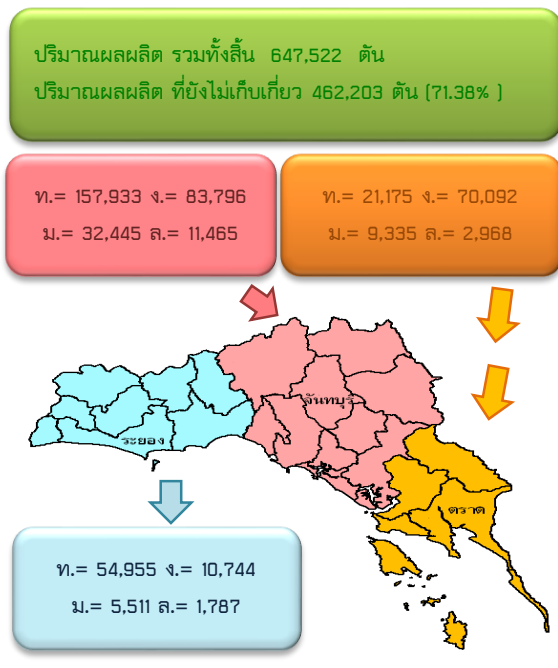 ปริมาณผลผลิต รวมทั้งสิ้น 647,522 ตัน
ปริมาณผลผลิต ที่ยังไม่เก็บเกี่ยว 462,203 ตัน (71.38% )
ท.= 157,933 ง.= 83,796
ม.= 32,445 ล.= 11,465
ท.= 21,175 ง.= 70,092
ม.= 9,335 ล.= 2,968
จันทบุรี
ระยอง
ตราด
ท.= 54,955 ง.= 10,744
ม.= 5,511 ล.= 1,787